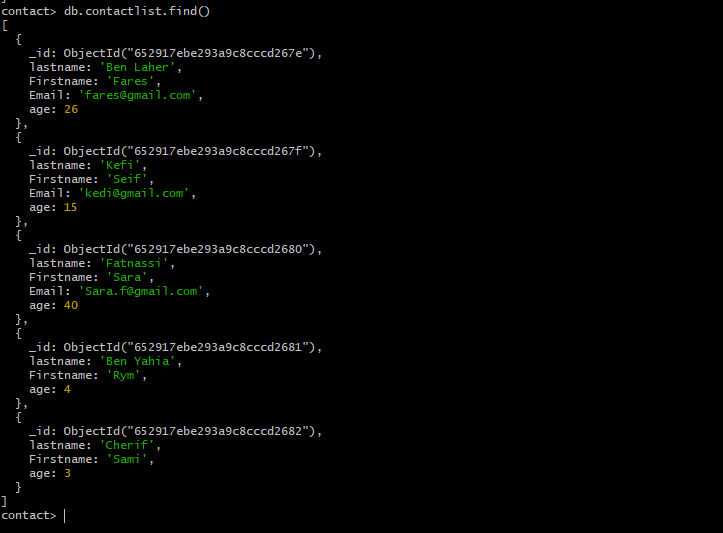 }
contact> db.contactlist.find()
[
  {
    _id: ObjectId("652917ebe293a9c8cccd267e"),
    lastname: 'Ben Laher',
    Firstname: 'Fares',
    Email: 'fares@gmail.com',
    age: 26
  },
  {
    _id: ObjectId("652917ebe293a9c8cccd267f"),
    lastname: 'Kefi',
    Firstname: 'Seif',
    Email: 'kedi@gmail.com',
    age: 15
  },
  {
    _id: ObjectId("652917ebe293a9c8cccd2680"),
    lastname: 'Fatnassi',
    Firstname: 'Sara',
    Email: 'Sara.f@gmail.com',
    age: 40
  },
  {
    _id: ObjectId("652917ebe293a9c8cccd2681"),
    lastname: 'Ben Yahia',
    Firstname: 'Rym',
    age: 4
  },
  {
    _id: ObjectId("652917ebe293a9c8cccd2682"),
    lastname: 'Cherif',
    Firstname: 'Sami',
    age: 3
  }
]
contact>